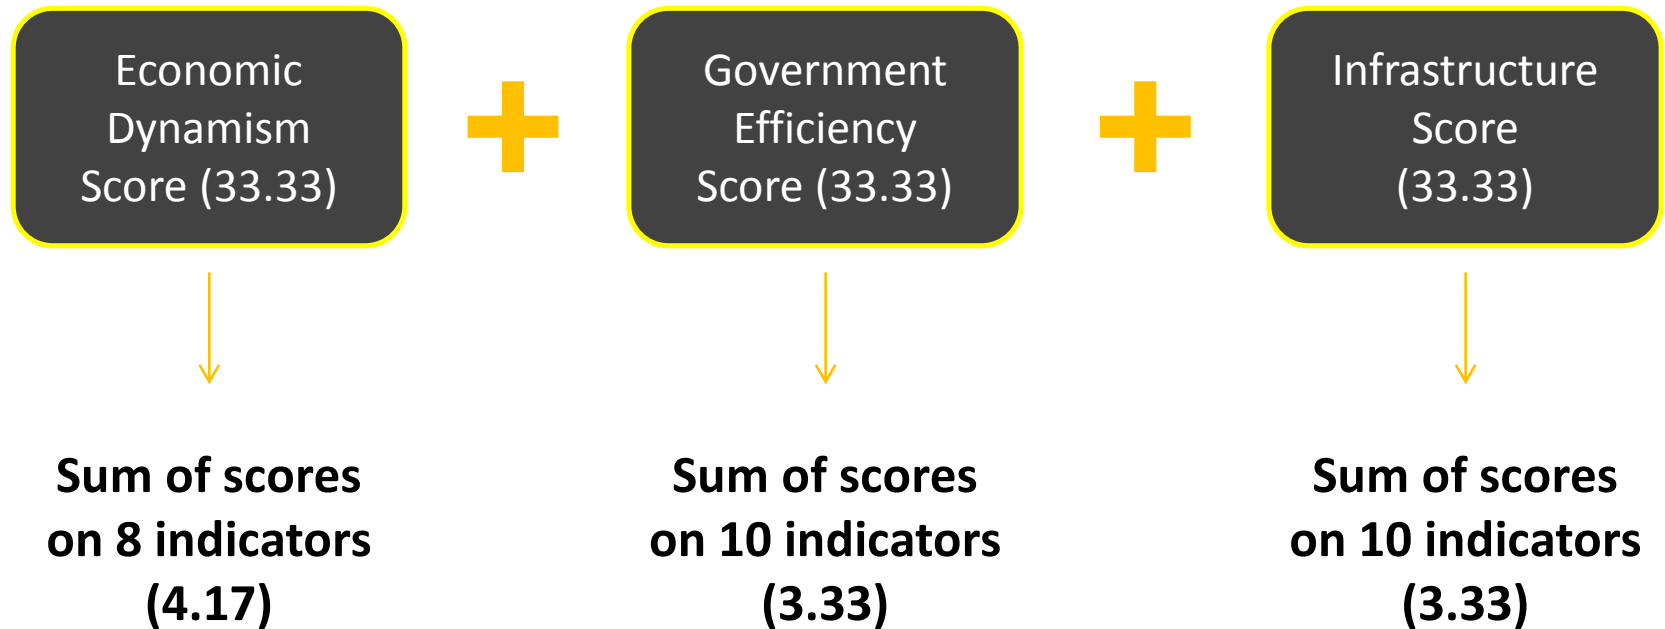 Economic
Dynamism
Score (33.33)
Government
Efficiency
Score (33.33)
Infrastructure
Score
(33.33)
Sum of scores
on 8 indicators
(4.17)
Sum of scores
on 10 indicators
(3.33)
Sum of scores
on 10 indicators
(3.33)